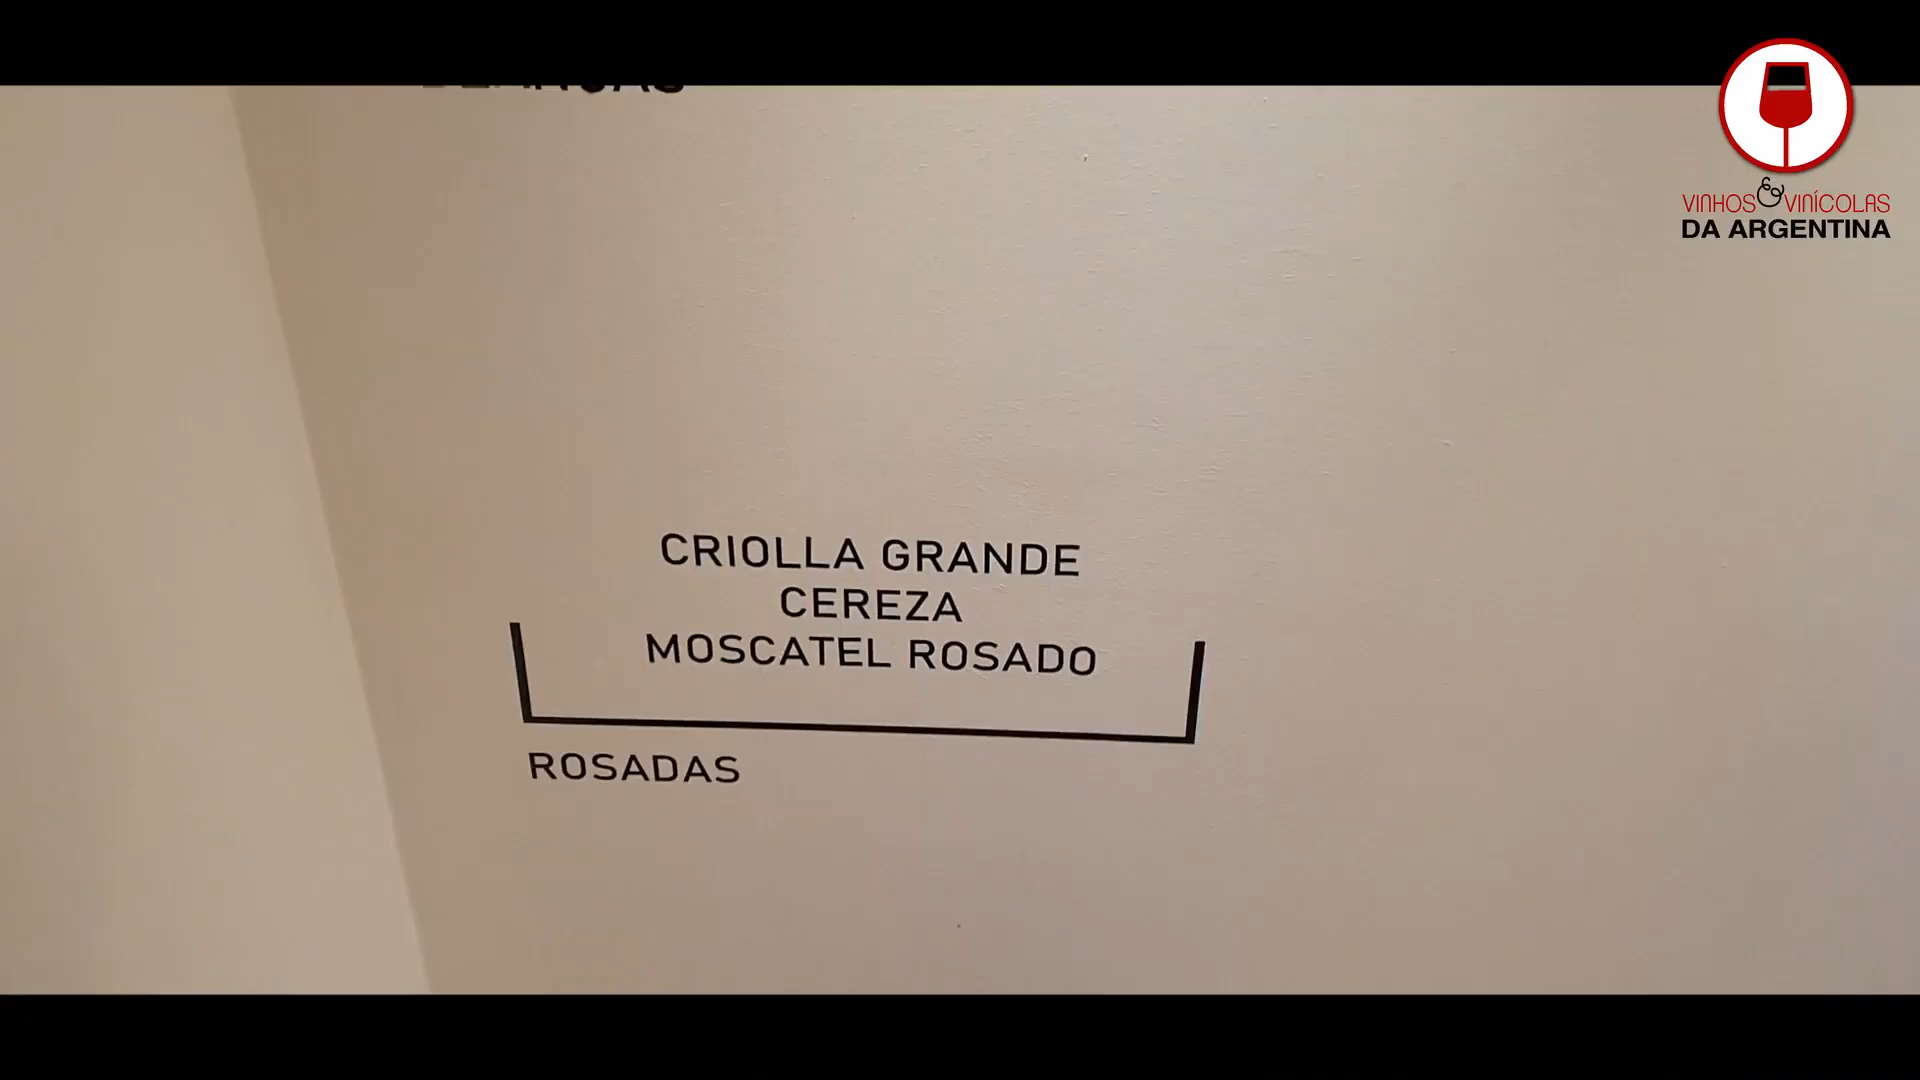 VINHOS & VINÍCOLAS
DA ARGENTINA
CRIOLLA GRANDE
CEREZA
MOSCATEL ROSADO
ROSADAS